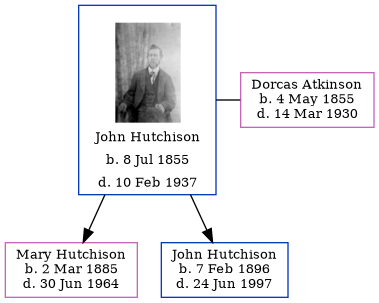 John Hutchison
b. 8 Jul 1855
d. 10 Feb 1937
Dorcas Atkinson
b. 4 May 1855
d. 14 Mar 1930
Mary Hutchison
b. 2 Mar 1885
d. 30 Jun 1964
John Hutchison
b. 7 Feb 1896
d. 24 Jun 1997